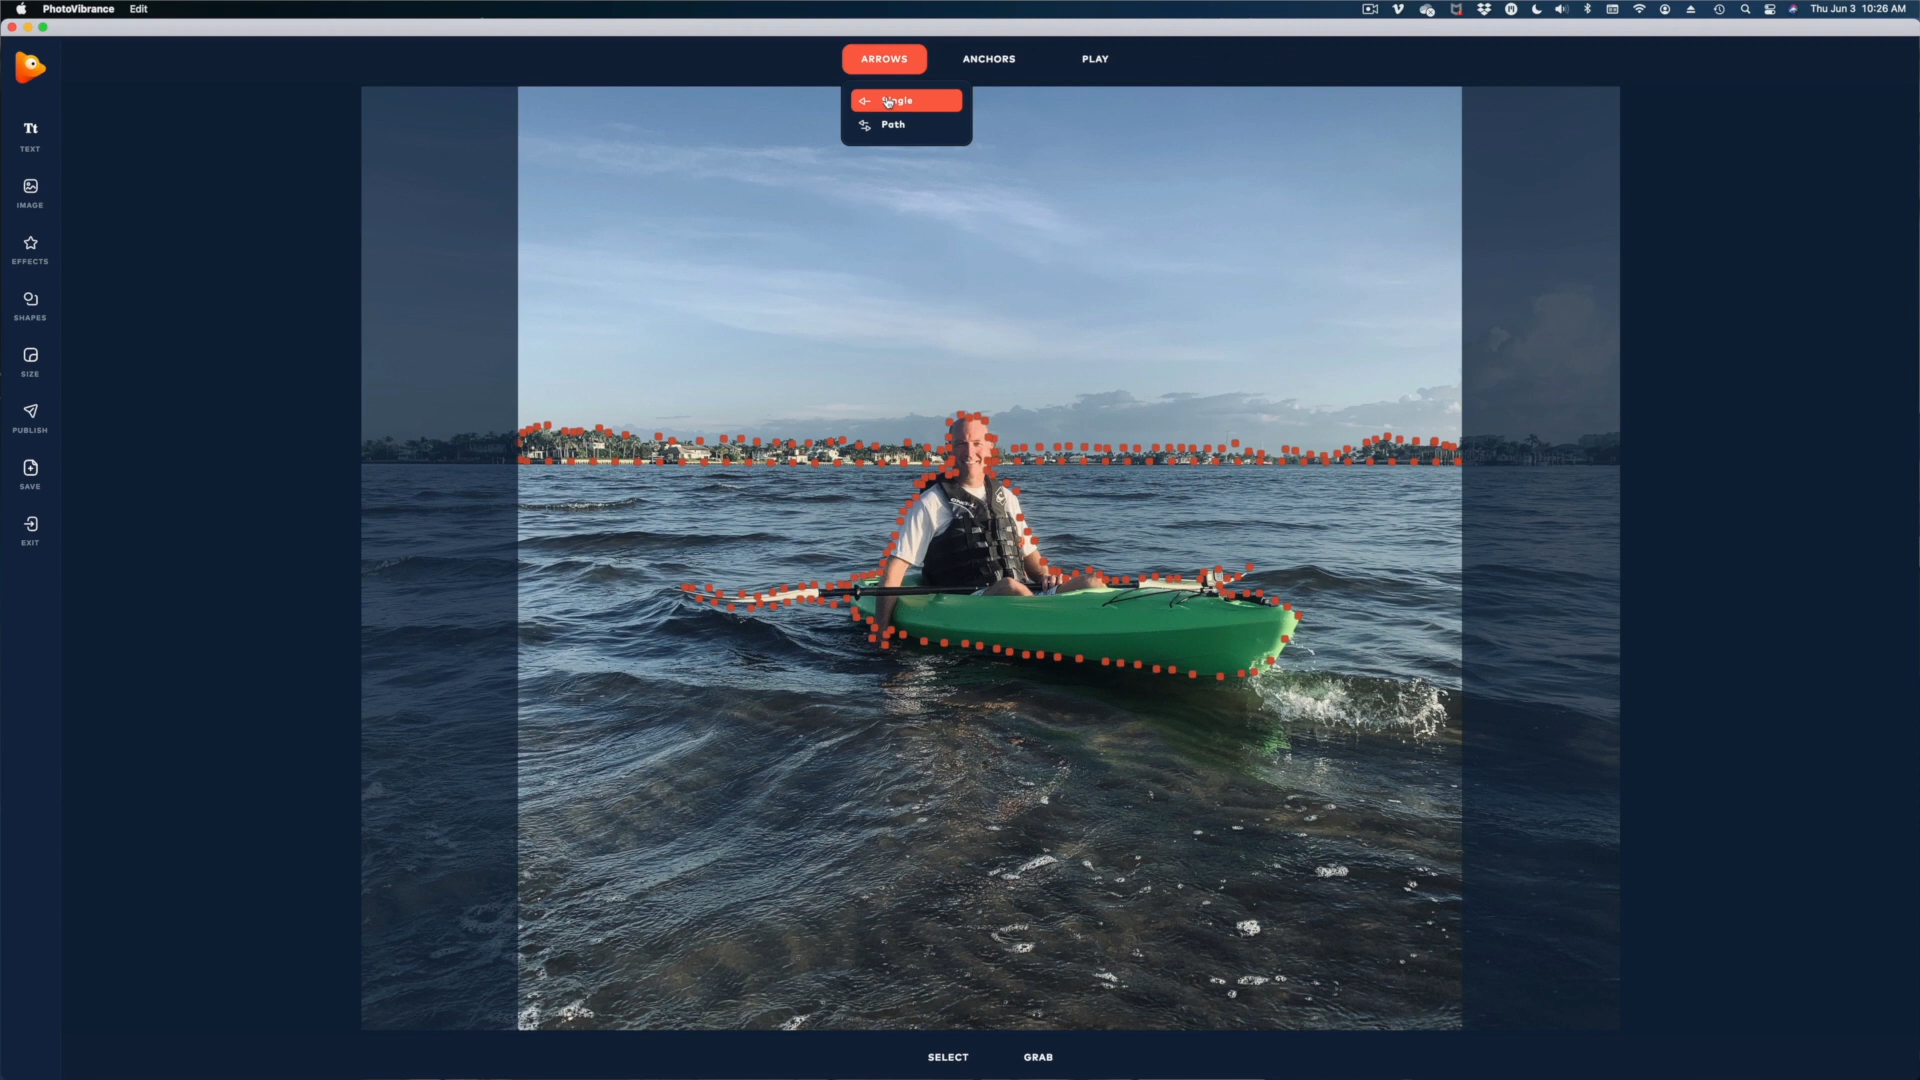 PhotoVibrance Edit
Thu Jun 3 10:26 AM
ARROWS ANCHORS PLAY
Path
Tt
TEXT
IMAGE
EFFECTS
SHAPES
SIZE
PUBLISH
SAVE
EXIT
SELECT GRAB